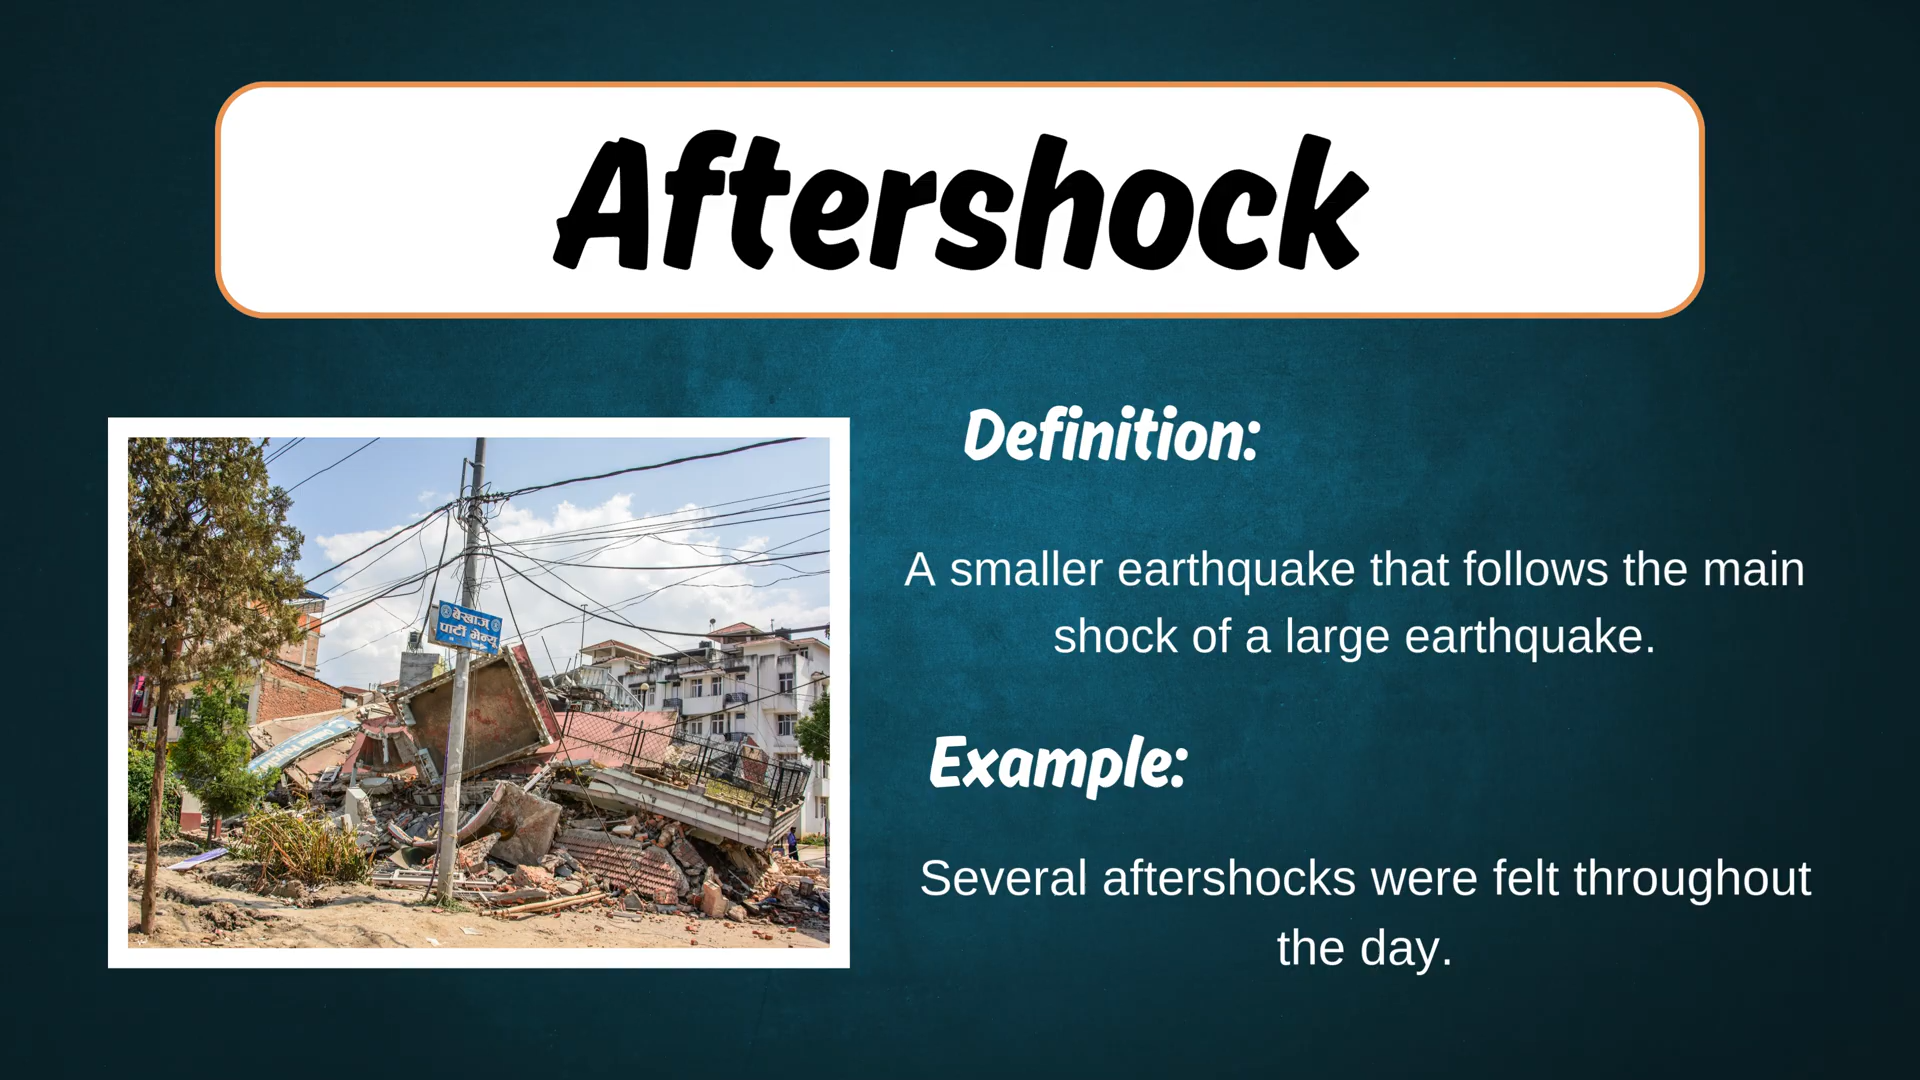 Aftershock
Definition:
A smaller earthquake that follows the main
shock of a large earthquake.
Example:
Several aftershocks were felt throughout
the day.
पार्टी भेन्यू